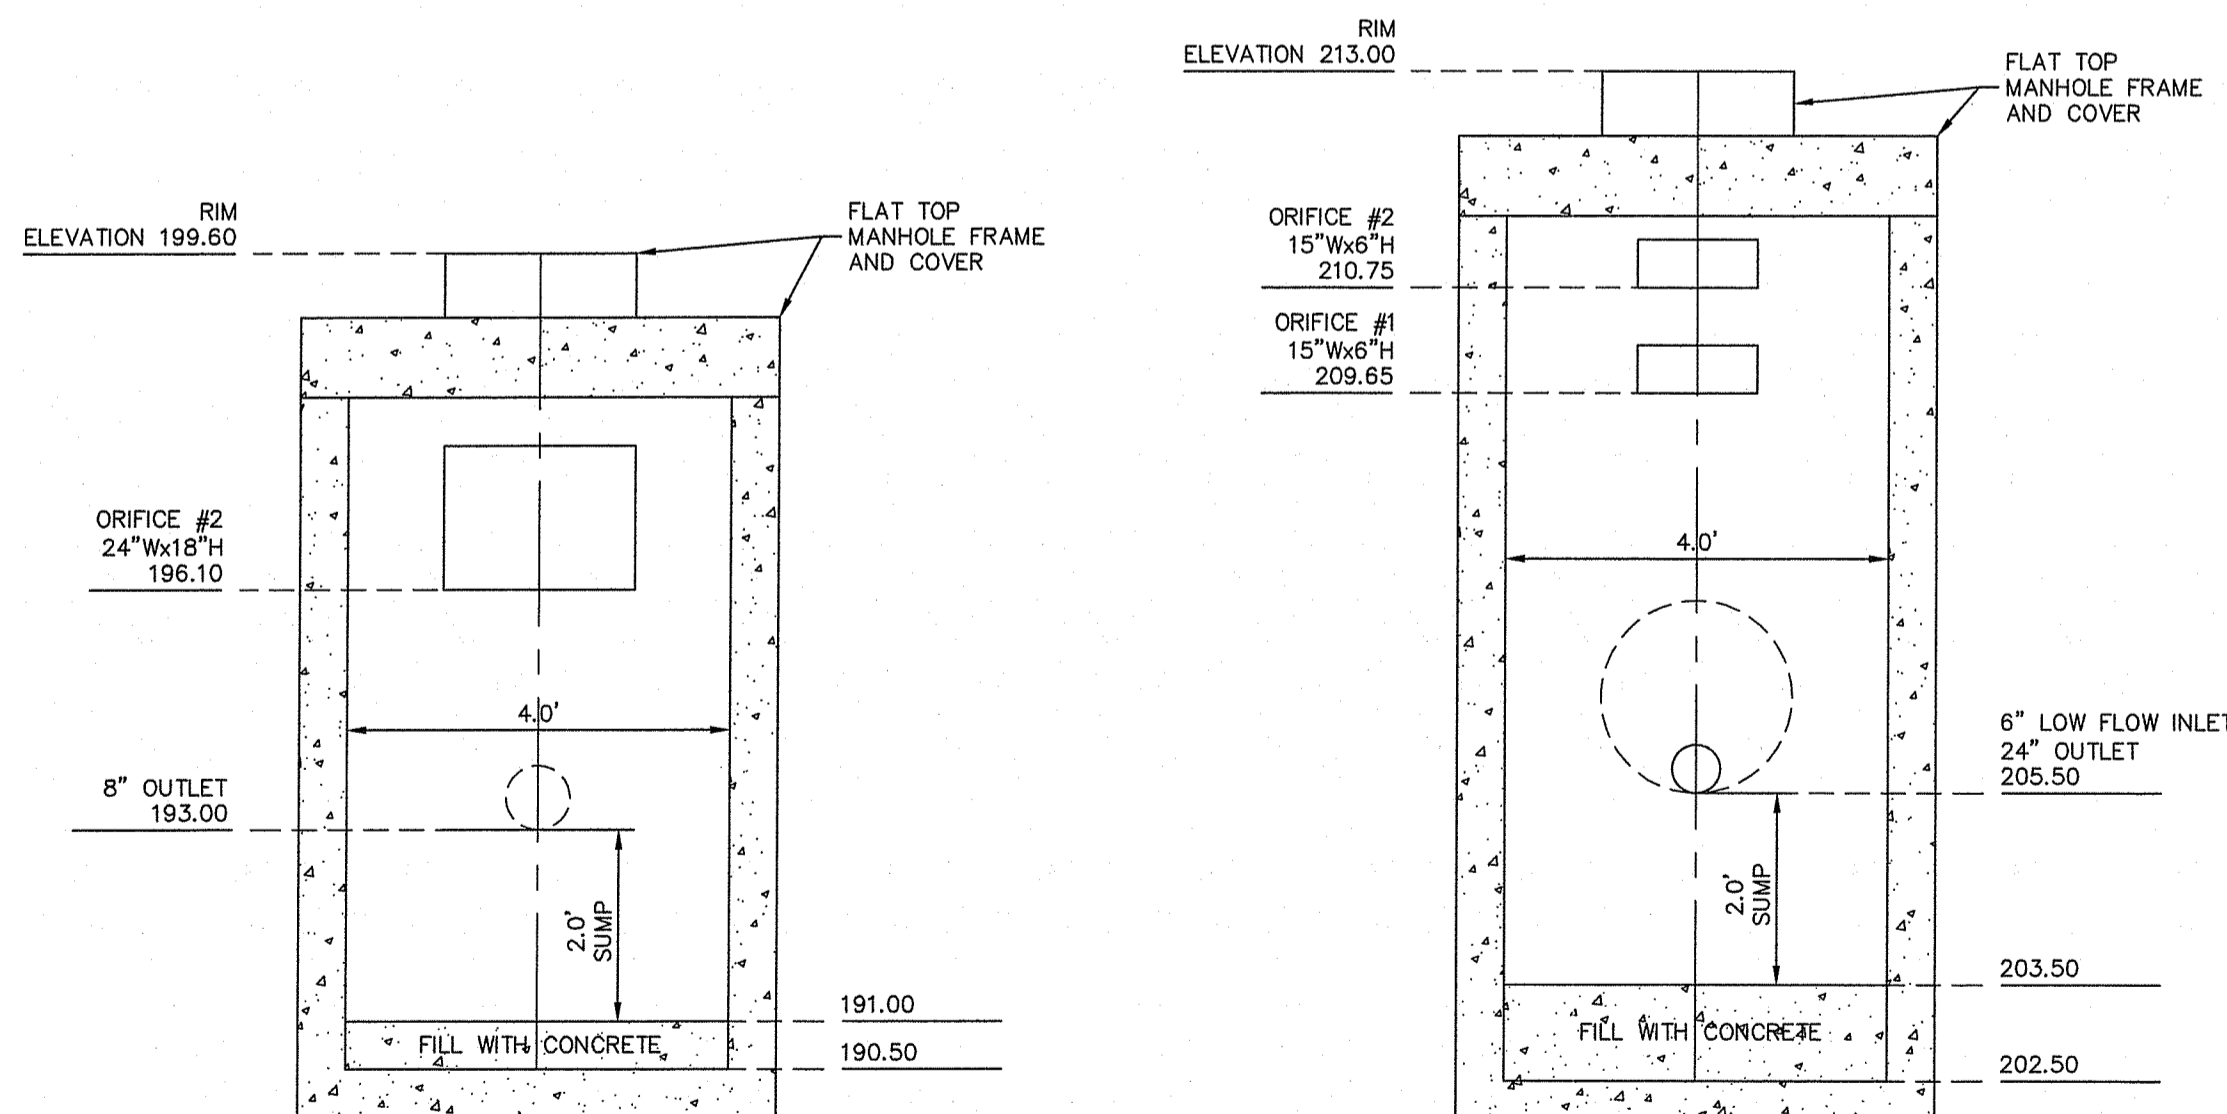 RIM
ELEVATION 199.60
FLAT TOP
MANHOLE FRAME
AND COVER
ORIFICE #2
24"Wx18"H
196.10
4.0'
8" OUTLET
193.00
2.0'
SUMP
191.00
FILL WITH CONCRETE
190.50
RIM
ELEVATION 213.00
FLAT TOP
MANHOLE FRAME
AND COVER
ORIFICE #2
15"Wx6"H
210.75
ORIFICE #1
15"Wx6"H
209.65
4.0'
6" LOW FLOW INLET
24" OUTLET
205.50
2.0'
SUMP
203.50
FILL WITH CONCRETE
202.50